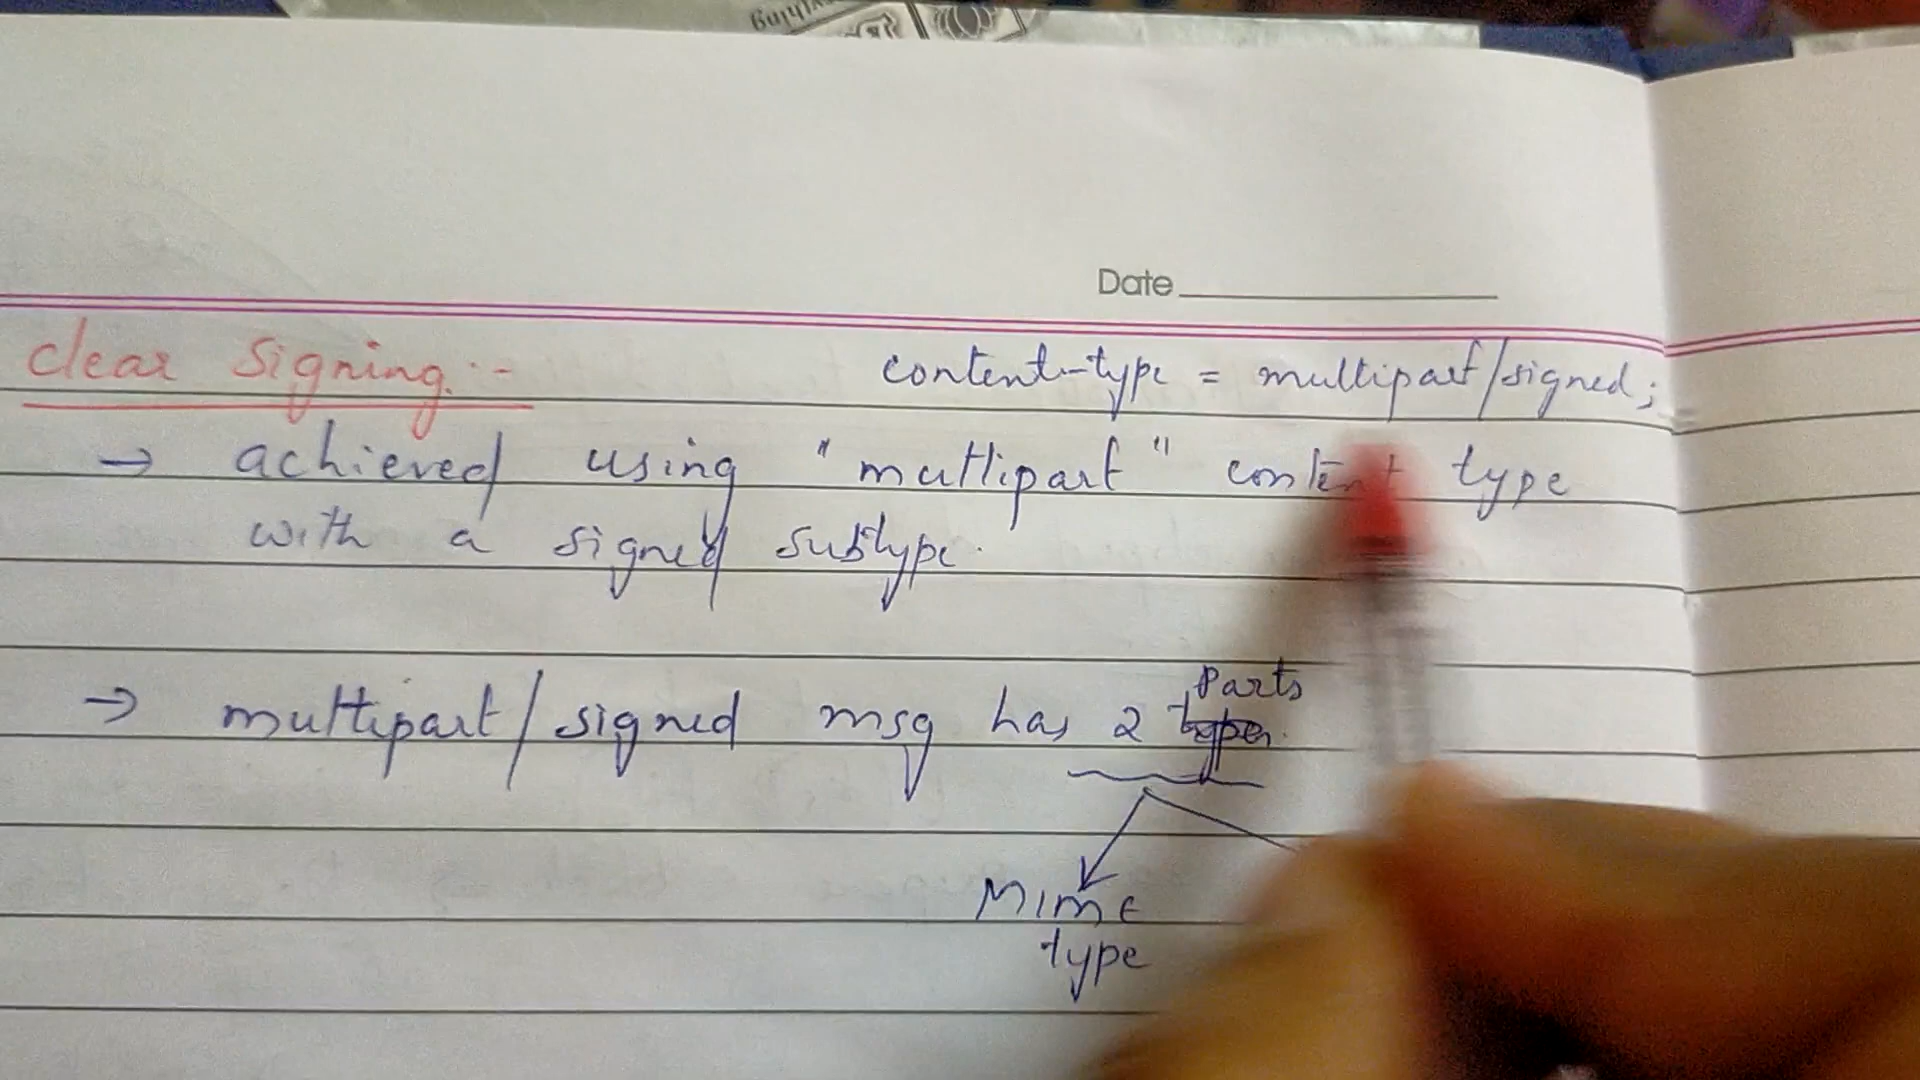 Date
clear signing :-
content-type = multipart/signed;
→ achieved using "multipart" content type
with a signed subtype.
→ multipart/signed msg has 2 parts
MIME
type